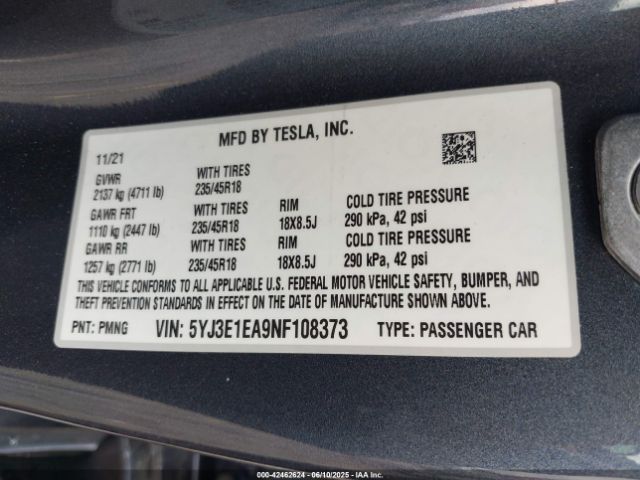 MFD BY TESLA, INC.
11/21
GVWR WITH TIRES
2137 kg (4711 lb) 235/45R18
GAWR FRT WITH TIRES RIM COLD TIRE PRESSURE
1110 kg (2447 lb) 235/45R18 18X8.5J 290 kPa, 42 psi
GAWR RR WITH TIRES RIM COLD TIRE PRESSURE
1257 kg (2771 lb) 235/45R18 18X8.5J 290 kPa, 42 psi
THIS VEHICLE CONFORMS TO ALL APPLICABLE U.S. FEDERAL MOTOR VEHICLE SAFETY, BUMPER, AND
THEFT PREVENTION STANDARDS IN EFFECT ON THE DATE OF MANUFACTURE SHOWN ABOVE.
PNT: PMNG VIN: 5YJ3E1EA9NF108373 TYPE: PASSENGER CAR
000-42462624 - 06/10/2025 - IAA Inc.